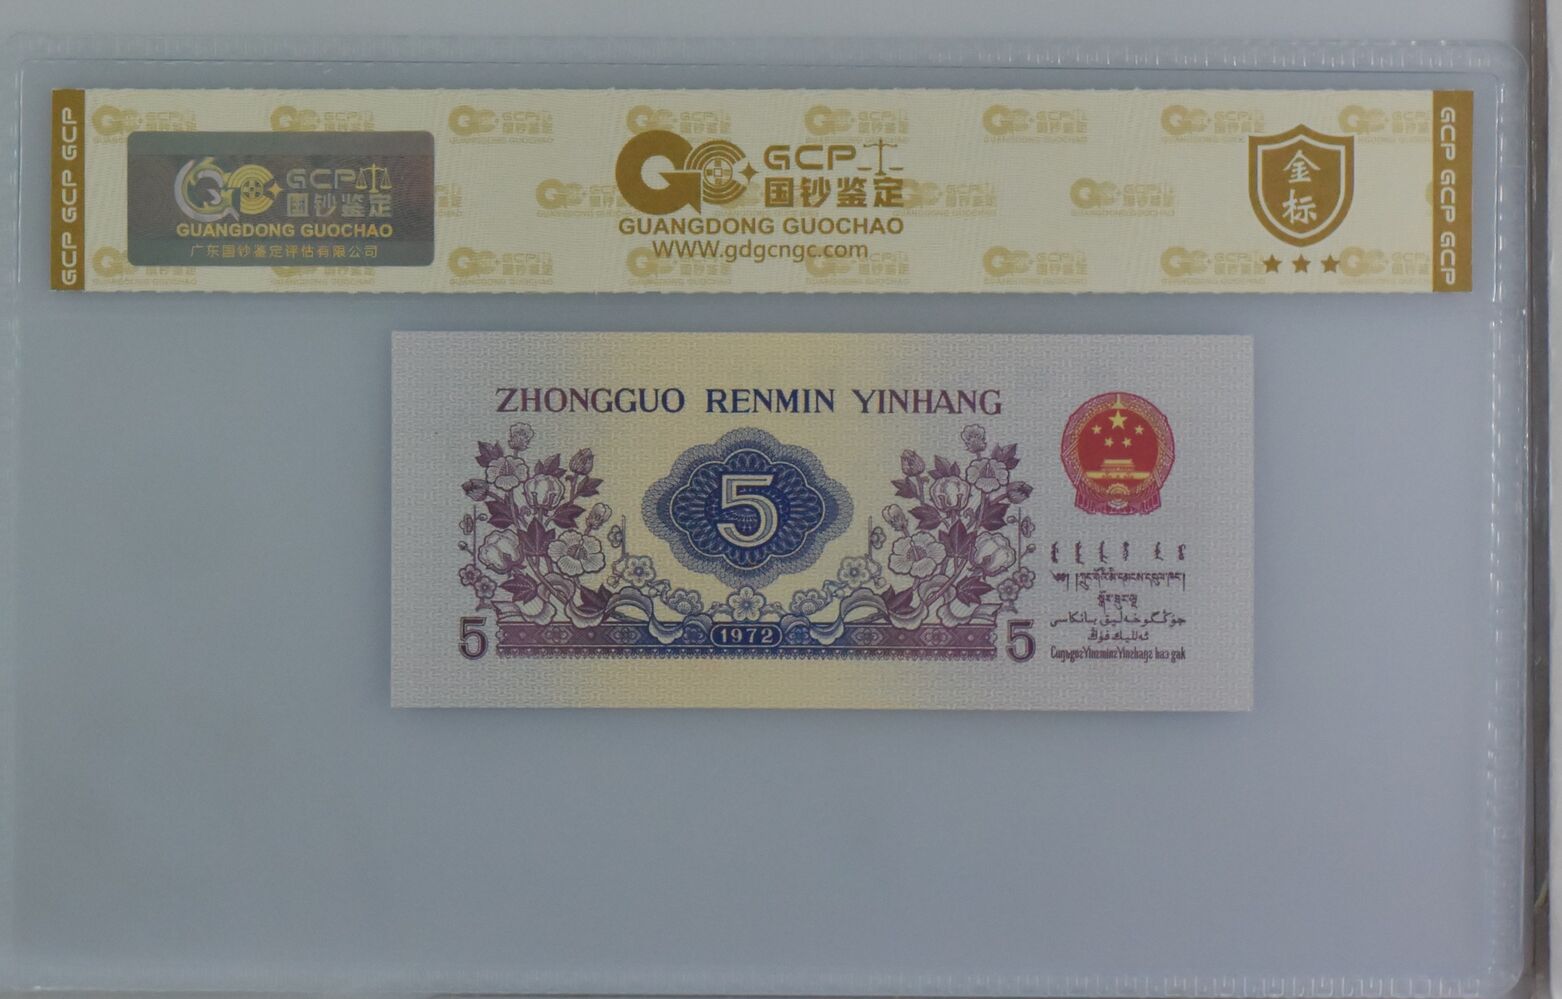 GCP GCP GCP
GCP
国钞鉴定
GUANGDONG GUOCHAO
广东国钞鉴定评估有限公司
GCP
国钞鉴定
GUANGDONG GUOCHAO
WWW.gdgcngc.com
金标
GCP GCP GCP
ZHONGGUO RENMIN YINHANG
5
5
1972
5